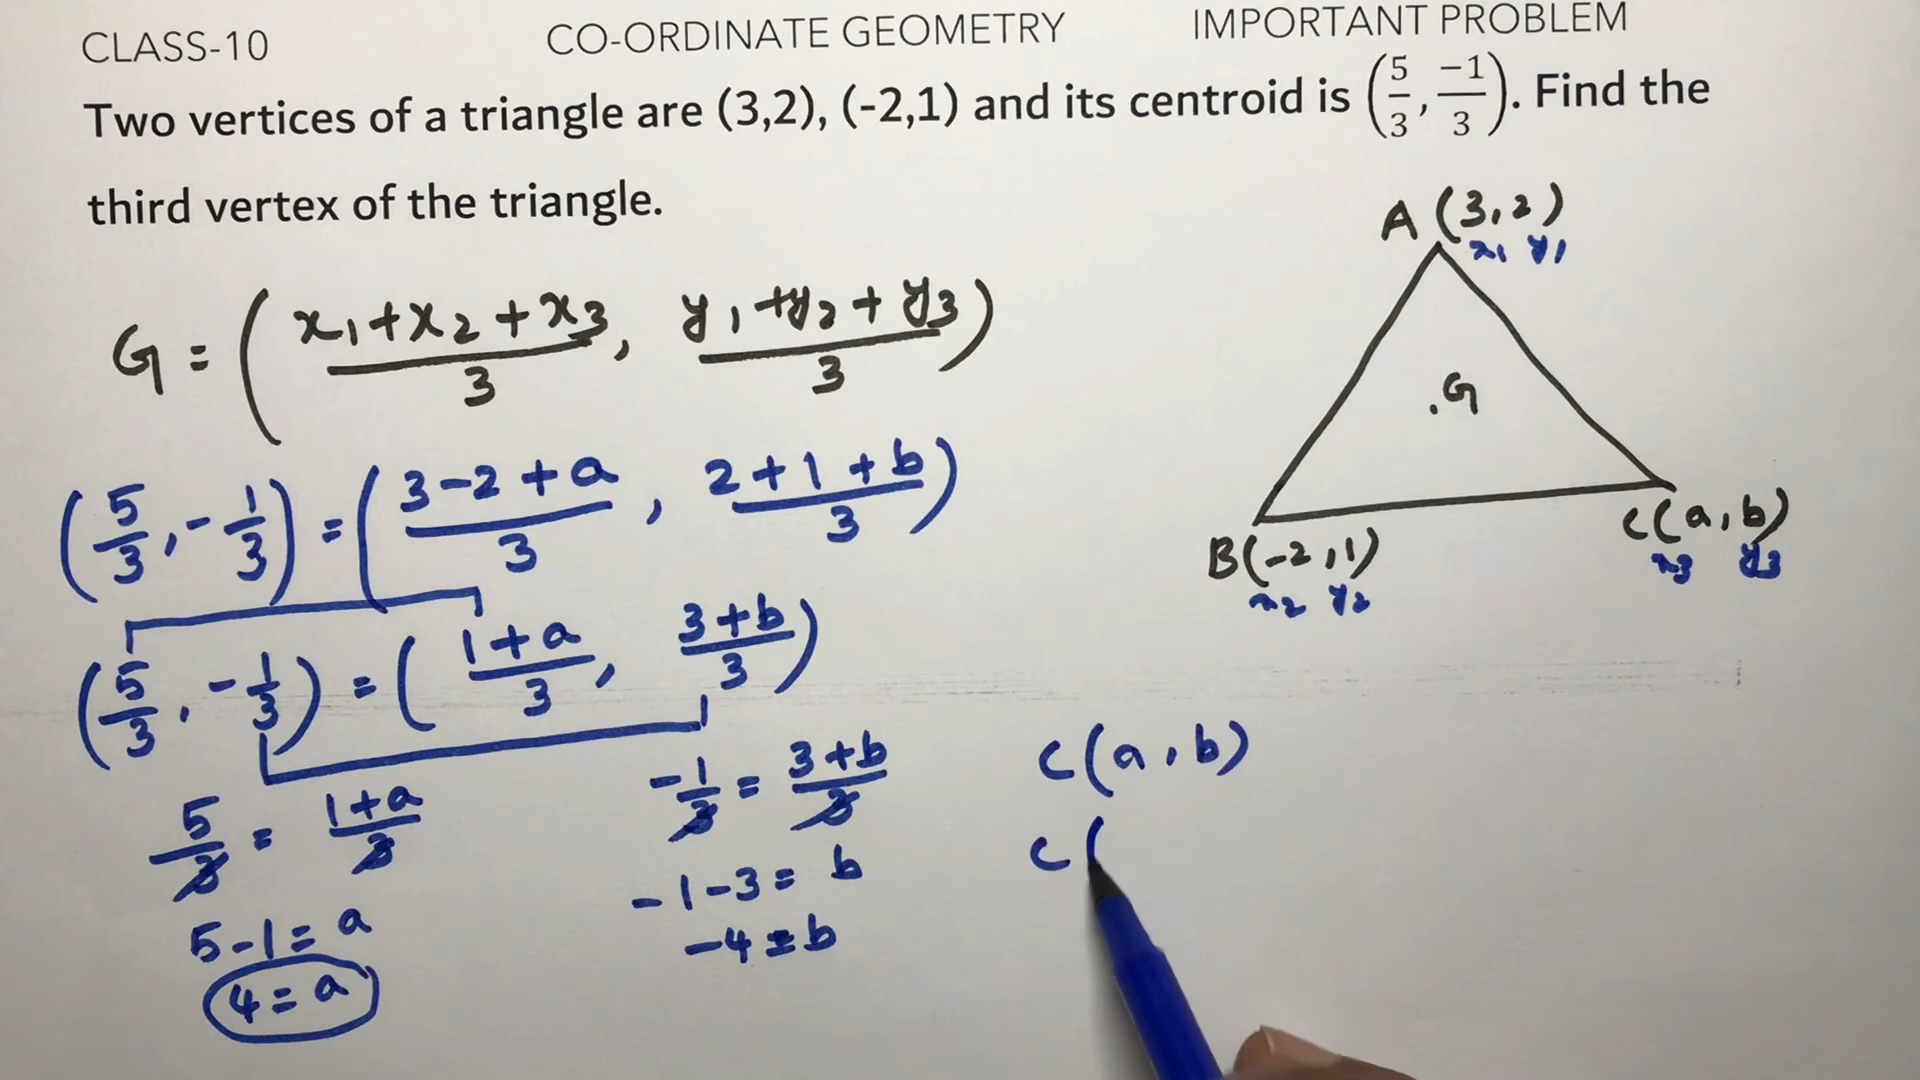 CLASS-10 CO-ORDINATE GEOMETRY IMPORTANT PROBLEM
Two vertices of a triangle are (3,2), (-2,1) and its centroid is (5/3, -1/3). Find the
third vertex of the triangle.
A (3,2)
x₁ y₁
G = (x₁+x₂+x₃/3, y₁+y₂+y₃/3)
.G
(5/3, -1/3) = (3-2+a/3, 2+1+b/3)
C(a,b)
x₃ y₃
B(-2,1)
x₂ y₂
(5/3, -1/3) = (1+a/3, 3+b/3)
5/3 = 1+a/3
5-1 = a
4 = a
-1/3 = 3+b/3
-1-3 = b
-4 = b
C(a,b)
C(